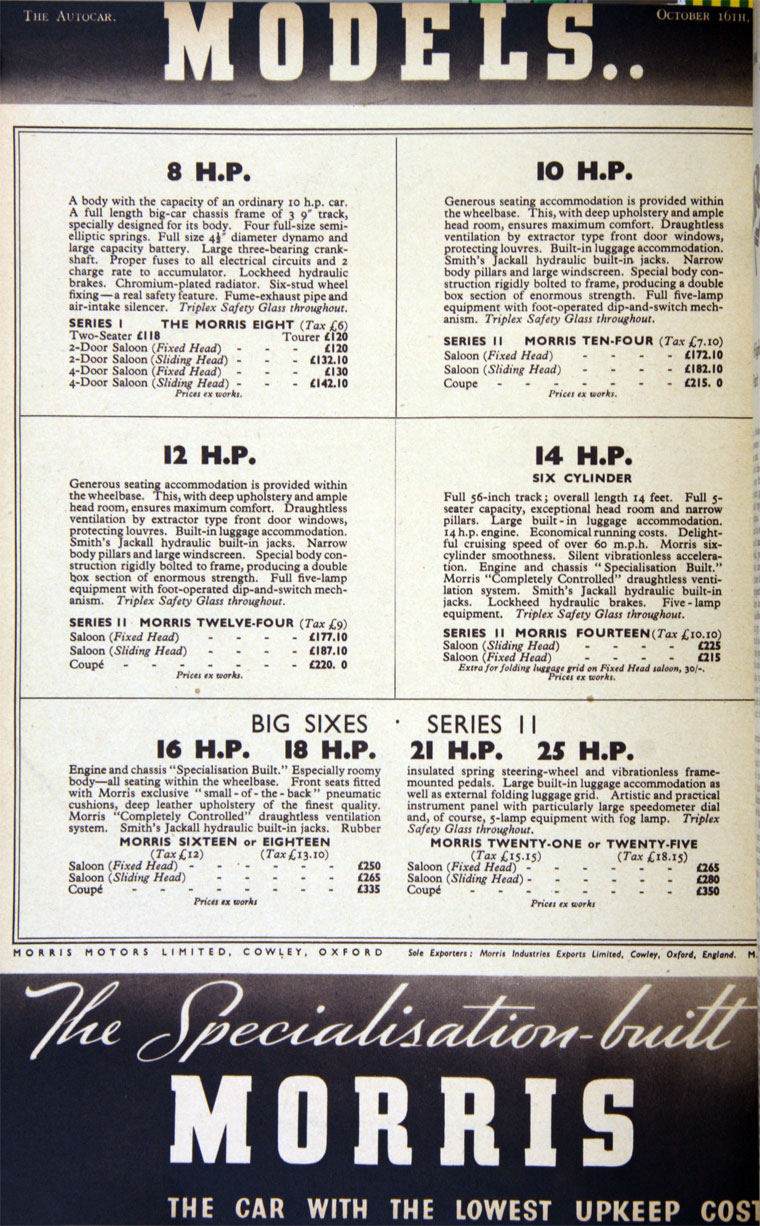 The Autocar.
October 16th,
MODELS..
8 H.P.
A body with the capacity of an ordinary 10 h.p. car.
A full length big-car chassis frame of 3 9" track,
specially designed for its body. Four full-size semi-
elliptic springs. Full size 4½" diameter dynamo and
large capacity battery. Large three-bearing crank-
shaft. Proper fuses to all electrical circuits and 2
charge rate to accumulator. Lockheed hydraulic
brakes. Chromium-plated radiator. Six-stud wheel
fixing—a real safety feature. Fume-exhaust pipe and
air-intake silencer. Triplex Safety Glass throughout.
SERIES I THE MORRIS EIGHT (Tax £6)
Two-Seater £118 Tourer £120
2-Door Saloon (Fixed Head) - - - £120
2-Door Saloon (Sliding Head) - - - £132.10
4-Door Saloon (Fixed Head) - - - £130
4-Door Saloon (Sliding Head) - - - £142.10
Prices ex works.
10 H.P.
Generous seating accommodation is provided within
the wheelbase. This, with deep upholstery and ample
head room, ensures maximum comfort. Draughtless
ventilation by extractor type front door windows,
protecting louvres. Built-in luggage accommodation.
Smith's Jackall hydraulic built-in jacks. Narrow
body pillars and large windscreen. Special body con-
struction rigidly bolted to frame, producing a double
box section of enormous strength. Full five-lamp
equipment with foot-operated dip-and-switch mech-
anism. Triplex Safety Glass throughout.
SERIES II MORRIS TEN-FOUR (Tax £7.10)
Saloon (Fixed Head) - - - - £172.10
Saloon (Sliding Head) - - - - £182.10
Coupe - - - - - - £215. 0
Prices ex works.
12 H.P.
Generous seating accommodation is provided within
the wheelbase. This, with deep upholstery and ample
head room, ensures maximum comfort. Draughtless
ventilation by extractor type front door windows,
protecting louvres. Built-in luggage accommodation.
Smith's Jackall hydraulic built-in jacks. Narrow
body pillars and large windscreen. Special body con-
struction rigidly bolted to frame, producing a double
box section of enormous strength. Full five-lamp
equipment with foot-operated dip-and-switch mech-
anism. Triplex Safety Glass throughout.
SERIES II MORRIS TWELVE-FOUR (Tax £9)
Saloon (Fixed Head) - - - - £177.10
Saloon (Sliding Head) - - - - £187.10
Coupé - - - - - - £220. 0
Prices ex works.
14 H.P.
SIX CYLINDER
Full 56-inch track; overall length 14 feet. Full 5-
seater capacity, exceptional head room and narrow
pillars. Large built-in luggage accommodation.
14 h.p. engine. Economical running costs. Delight-
ful cruising speed of over 60 m.p.h. Morris six-
cylinder smoothness. Silent vibrationless accelera-
tion. Engine and chassis "Specialisation Built."
Morris "Completely Controlled" draughtless venti-
lation system. Smith's Jackall hydraulic built-in
jacks. Lockheed hydraulic brakes. Five-lamp
equipment. Triplex Safety Glass throughout.
SERIES II MORRIS FOURTEEN (Tax £10.10)
Saloon (Sliding Head) - - - - £225
Saloon (Fixed Head) - - - - £215
Extra for folding luggage grid on Fixed Head saloon, 30/-.
Prices ex works.
BIG SIXES · SERIES II
16 H.P. 18 H.P. 21 H.P. 25 H.P.
Engine and chassis "Specialisation Built." Especially roomy
body—all seating within the wheelbase. Front seats fitted
with Morris exclusive "small-of-the-back" pneumatic
cushions, deep leather upholstery of the finest quality.
Morris "Completely Controlled" draughtless ventilation
system. Smith's Jackall hydraulic built-in jacks. Rubber
MORRIS SIXTEEN or EIGHTEEN
(Tax £12) (Tax £13.10)
Saloon (Fixed Head) - - - - - £250
Saloon (Sliding Head) - - - - - £265
Coupé - - - - - - - £335
Prices ex works
insulated spring steering-wheel and vibrationless frame-
mounted pedals. Large built-in luggage accommodation as
well as external folding luggage grid. Artistic and practical
instrument panel with particularly large speedometer dial
and, of course, 5-lamp equipment with fog lamp. Triplex
Safety Glass throughout.
MORRIS TWENTY-ONE or TWENTY-FIVE
(Tax £15.15) (Tax £18.15)
Saloon (Fixed Head) - - - - - £265
Saloon (Sliding Head) - - - - - £280
Coupé - - - - - - - £350
Prices ex works
MORRIS MOTORS LIMITED, COWLEY, OXFORD
Sole Exporters: Morris Industries Exports Limited, Cowley, Oxford, England. M.
The Specialisation-built
MORRIS
THE CAR WITH THE LOWEST UPKEEP COST